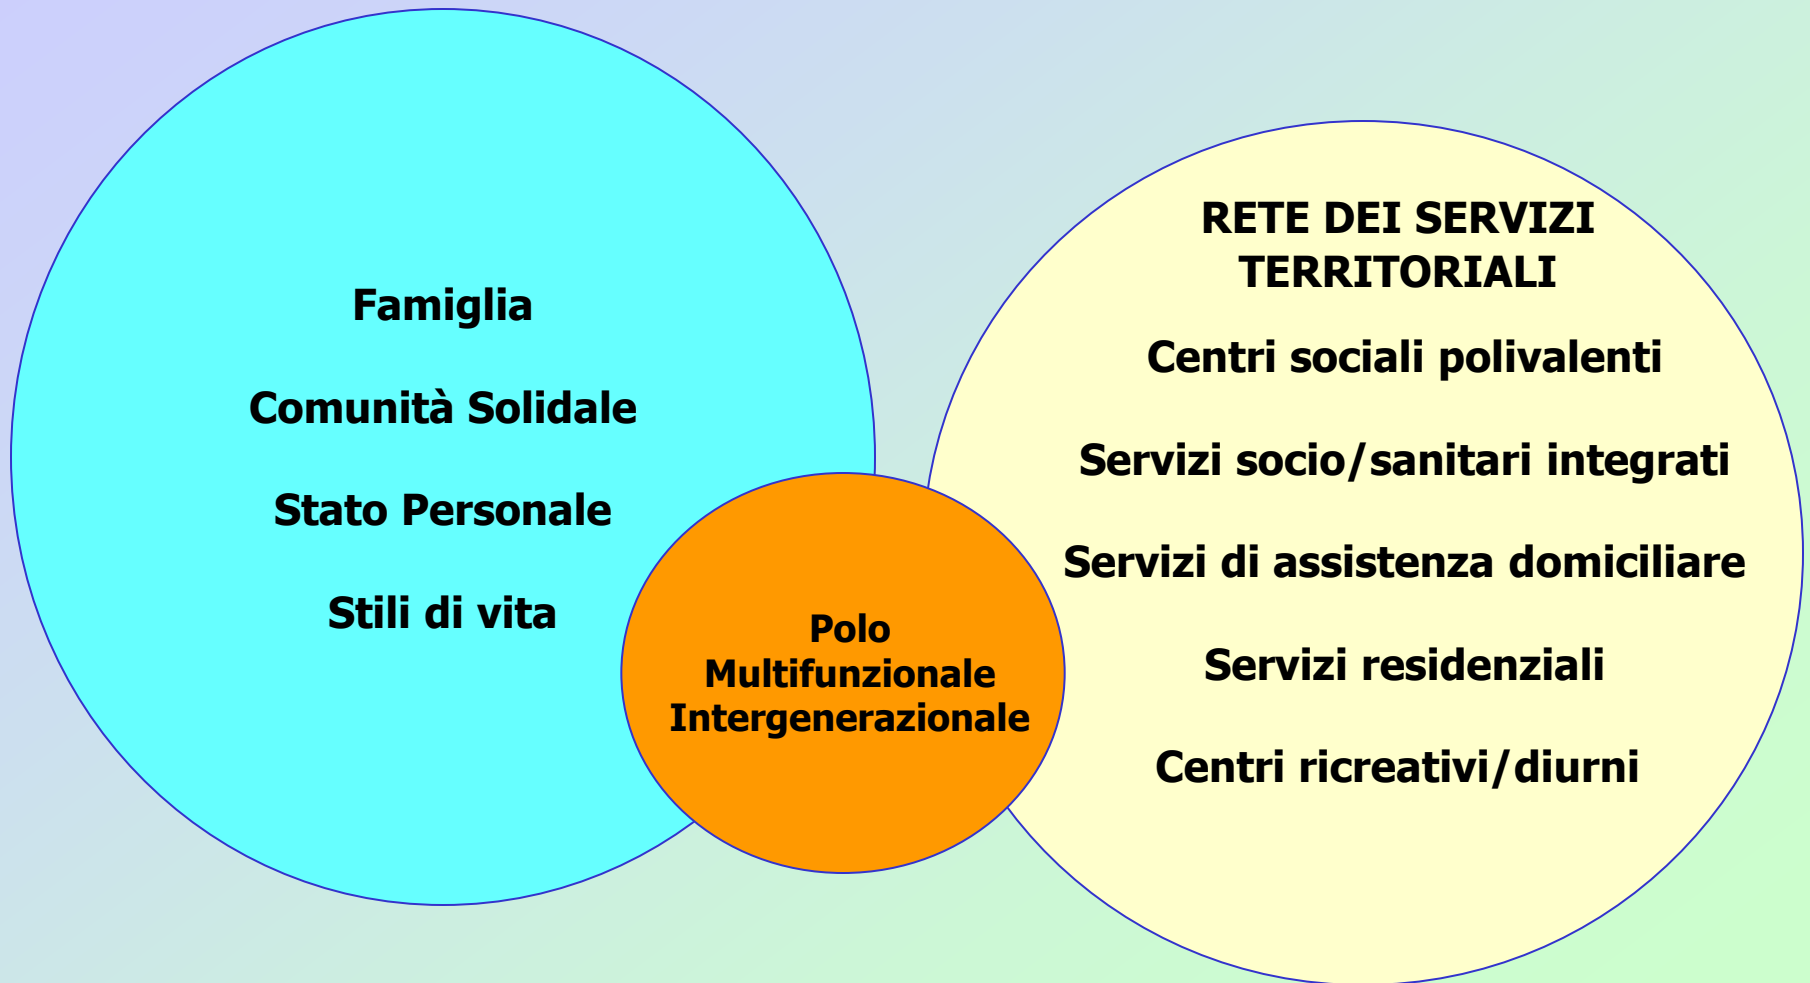 Famiglia
Comunità Solidale
Stato Personale
Stili di vita
Polo
Multifunzionale
Intergenerazionale
RETE DEI SERVIZI
TERRITORIALI
Centri sociali polivalenti
Servizi socio/sanitari integrati
Servizi di assistenza domiciliare
Servizi residenziali
Centri ricreativi/diurni